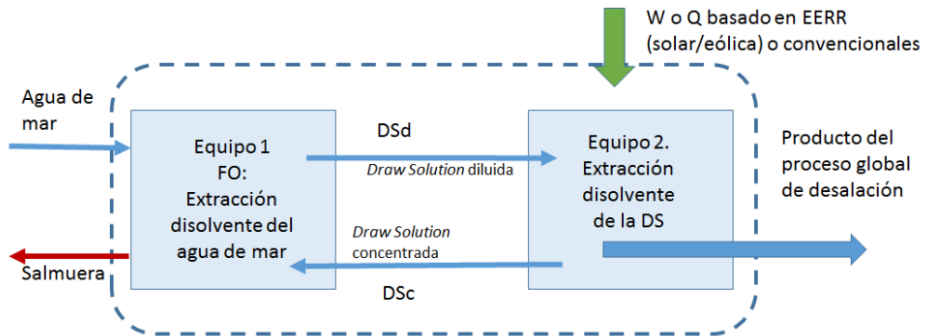 W o Q basado en EERR
(solar/eólica) o convencionales
Agua de
mar
Equipo 1
FO:
Extracción
disolvente del
agua de mar
Salmuera
DSd
Draw Solution diluida
Draw Solution
concentrada
DSc
Equipo 2.
Extracción
disolvente
de la DS
Producto del
proceso global
de desalación